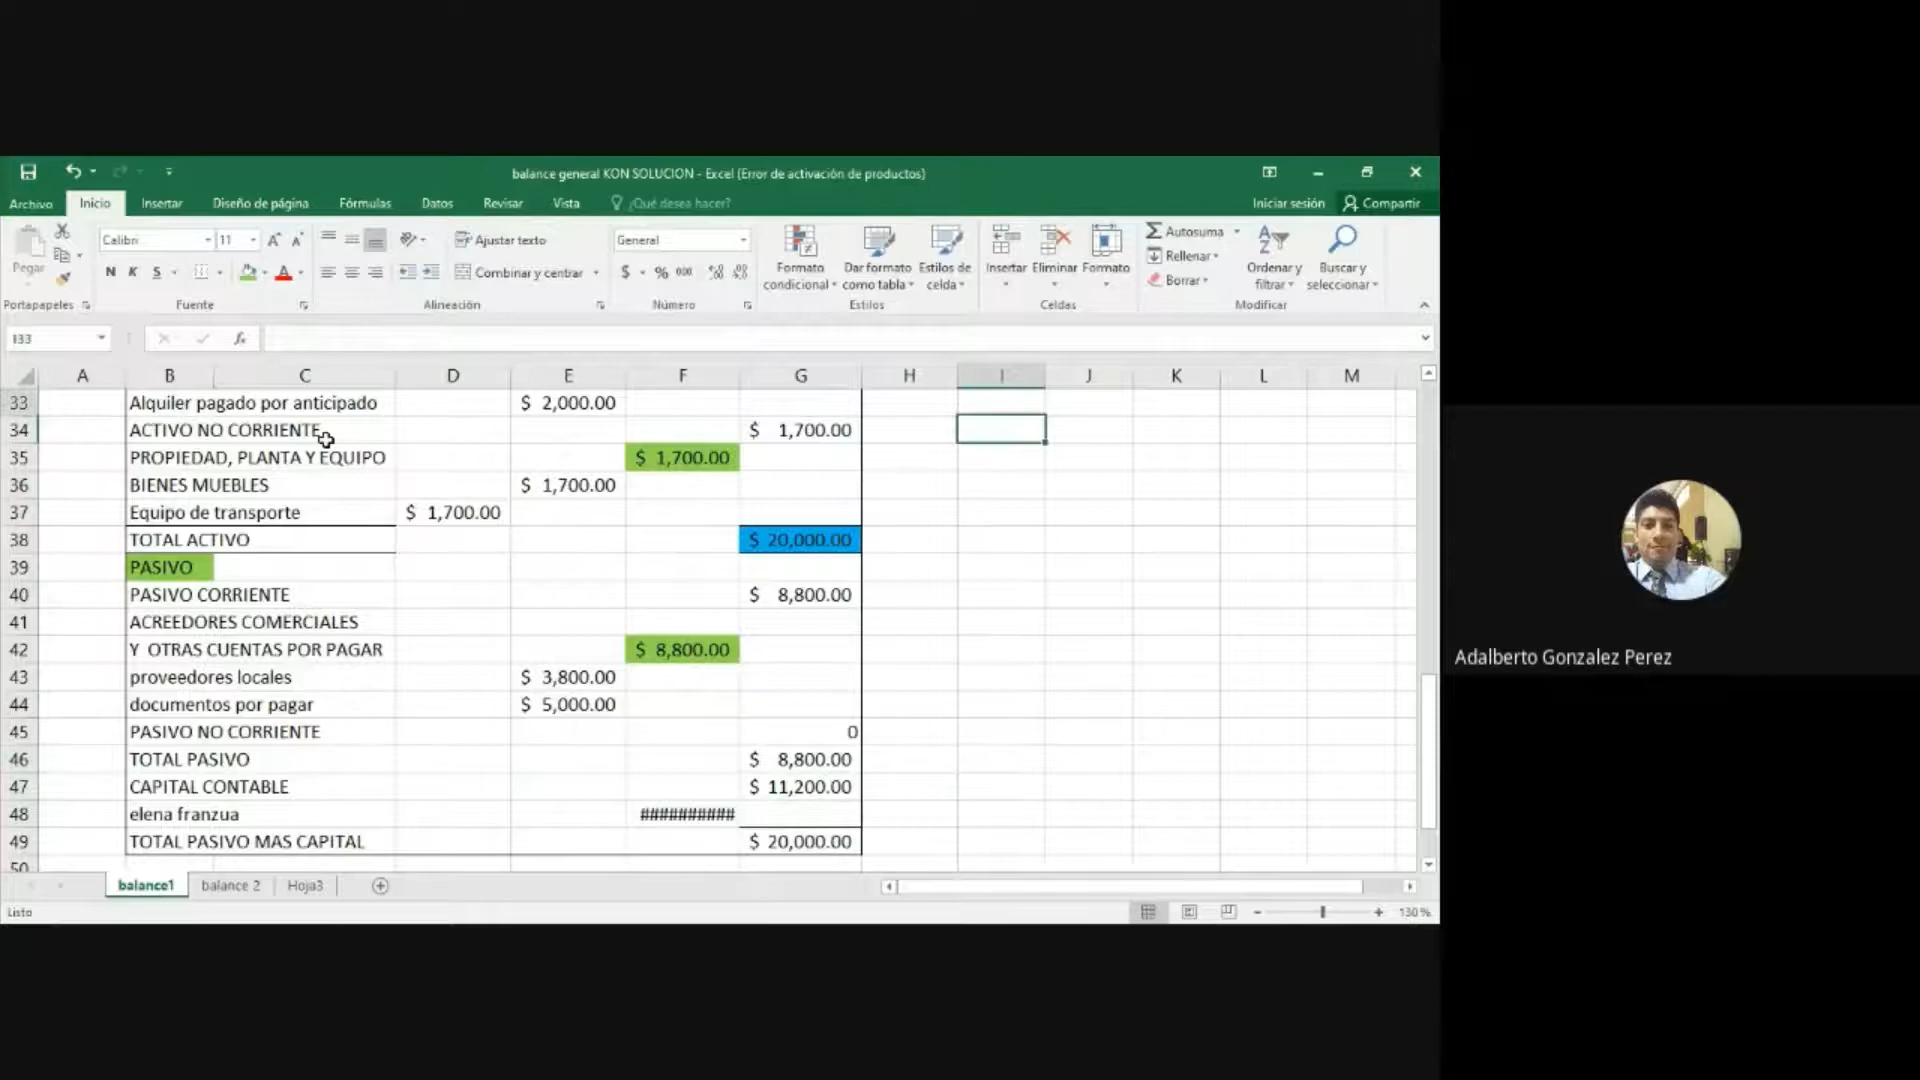 balance general KON SOLUCION - Excel (Error de activación de productos)
Archivo Inicio Insertar Diseño de página Fórmulas Datos Revisar Vista ¿Qué desea hacer? Iniciar sesión Compartir
Pegar
Calibri 11
N K S
Ajustar texto
Combinar y centrar
General
$ % 000
Formato condicional
Dar formato como tabla
Estilos de celda
Insertar Eliminar Formato
Autosuma
Rellenar
Borrar
Ordenar y filtrar
Buscar y seleccionar
Portapapeles Fuente Alineación Número Estilos Celdas Modificar
I33 fx
A B C D E F G H I J K L M
33 Alquiler pagado por anticipado $ 2,000.00
34 ACTIVO NO CORRIENTE $ 1,700.00
35 PROPIEDAD, PLANTA Y EQUIPO $ 1,700.00
36 BIENES MUEBLES $ 1,700.00
37 Equipo de transporte $ 1,700.00
38 TOTAL ACTIVO $ 20,000.00
39 PASIVO
40 PASIVO CORRIENTE $ 8,800.00
41 ACREEDORES COMERCIALES
42 Y OTRAS CUENTAS POR PAGAR $ 8,800.00
43 proveedores locales $ 3,800.00
44 documentos por pagar $ 5,000.00
45 PASIVO NO CORRIENTE 0
46 TOTAL PASIVO $ 8,800.00
47 CAPITAL CONTABLE $ 11,200.00
48 elena franzua ##########
49 TOTAL PASIVO MAS CAPITAL $ 20,000.00
50
balance1 balance 2 Hoja3
Listo 130 %
Adalberto Gonzalez Perez